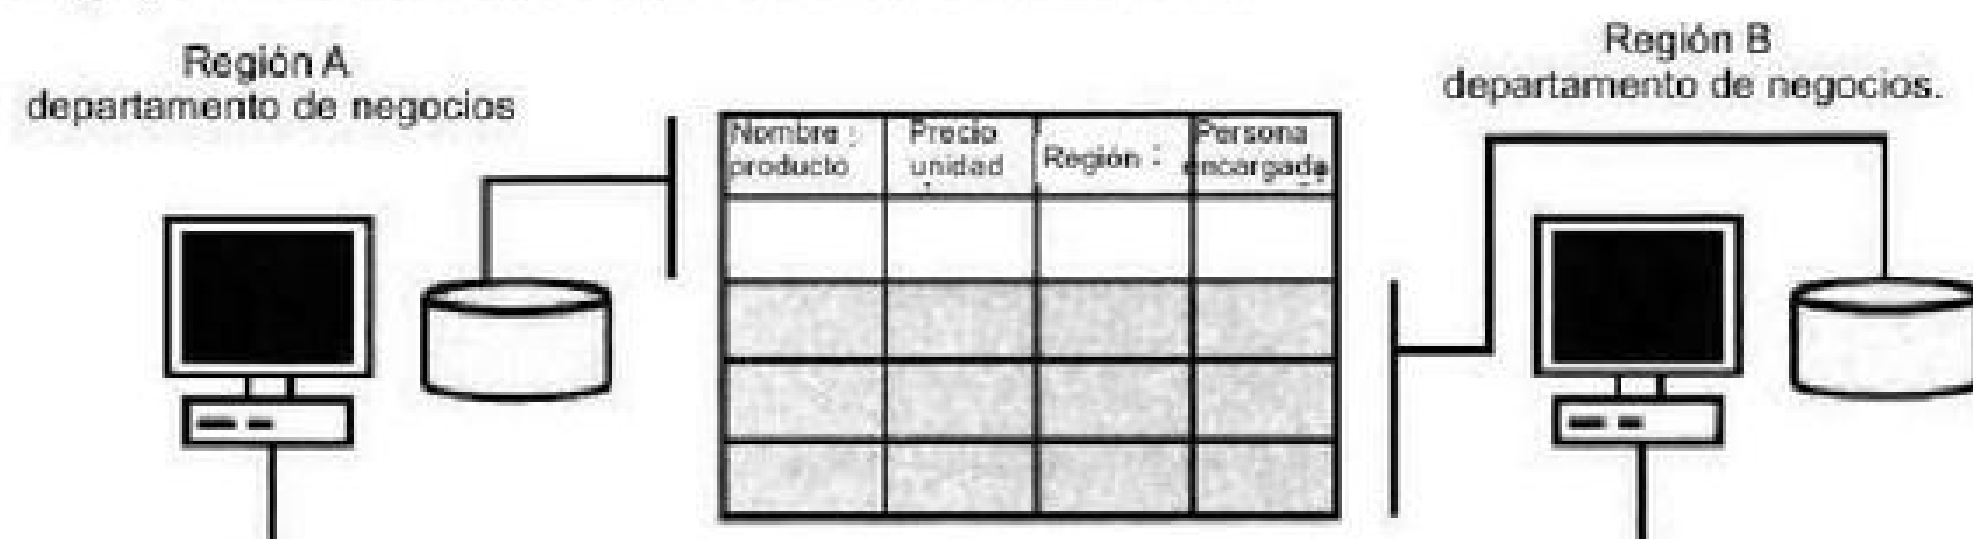 Región A
departamento de negocios
Región B
departamento de negocios.
Nombre :
producto
Precio
unidad
Región :
Persona
encargada